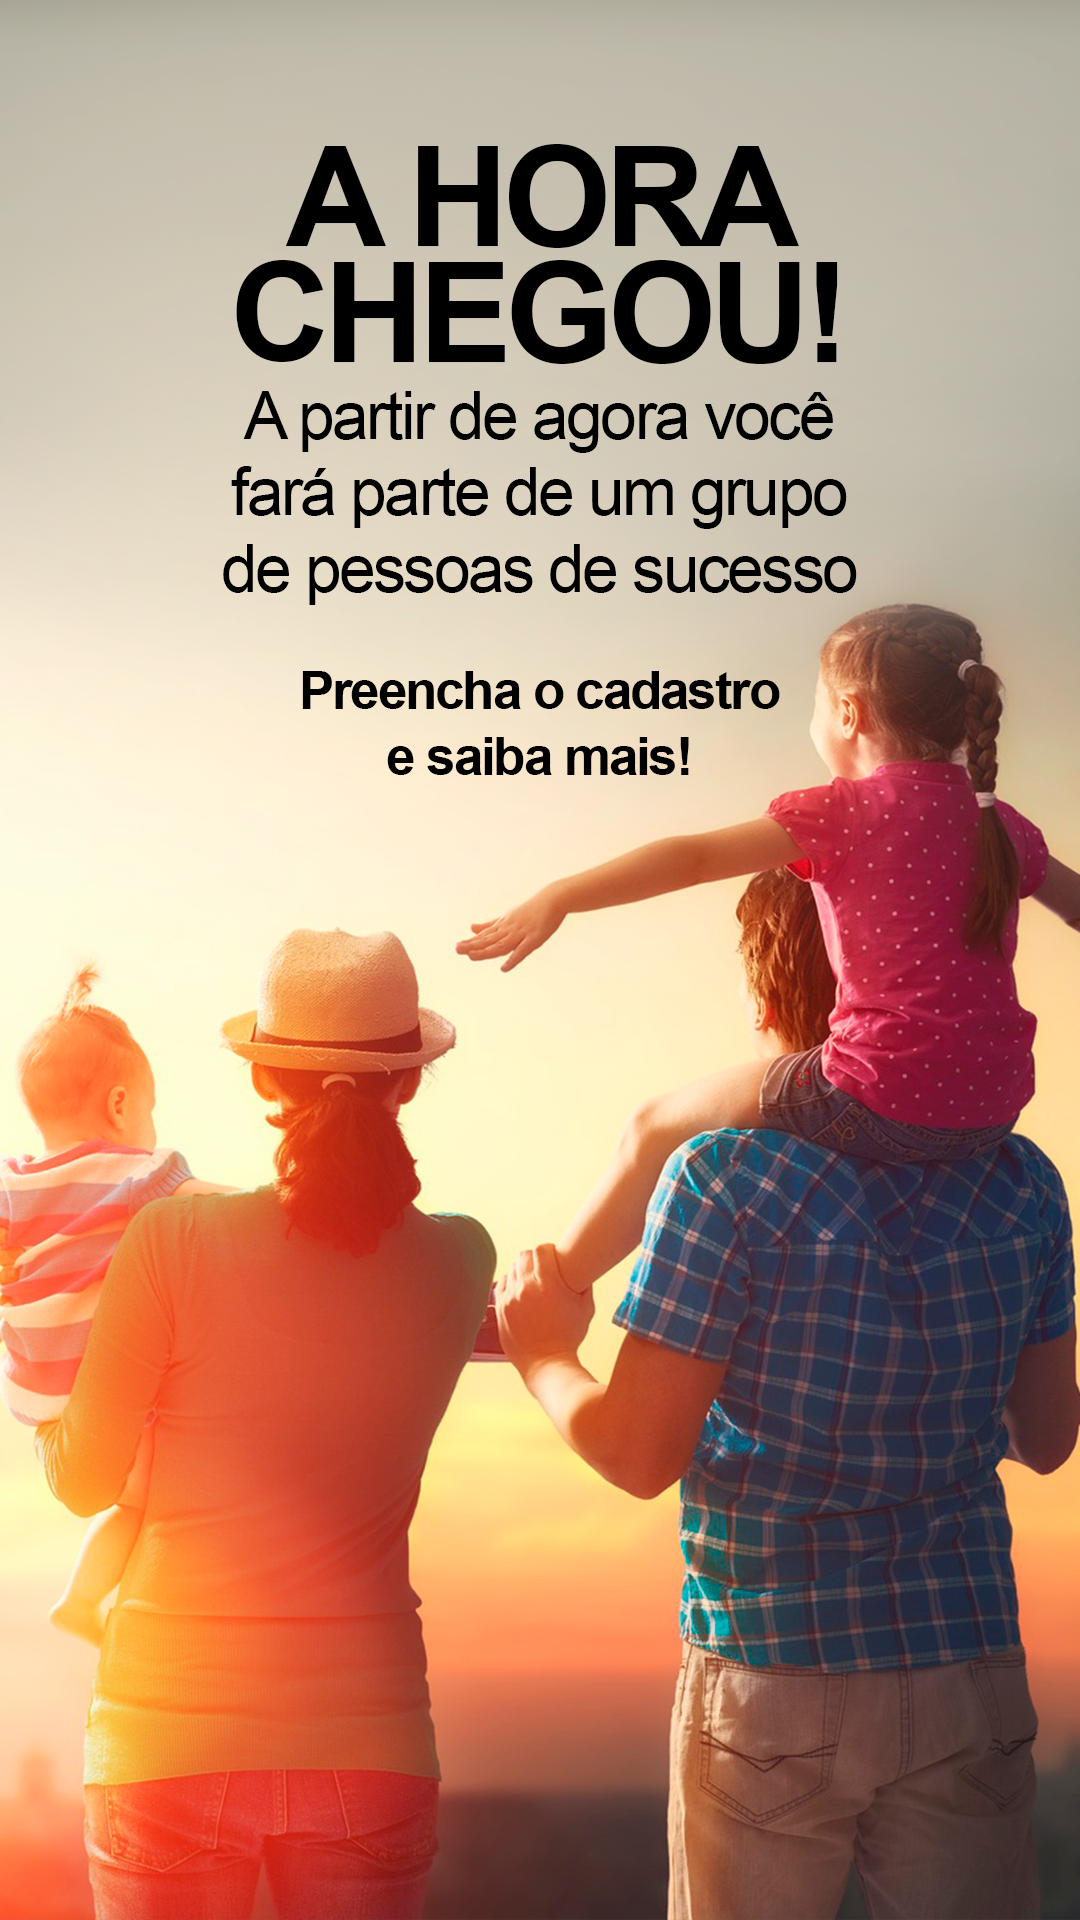 A HORA
CHEGOU!
A partir de agora você
fará parte de um grupo
de pessoas de sucesso
Preencha o cadastro
e saiba mais!